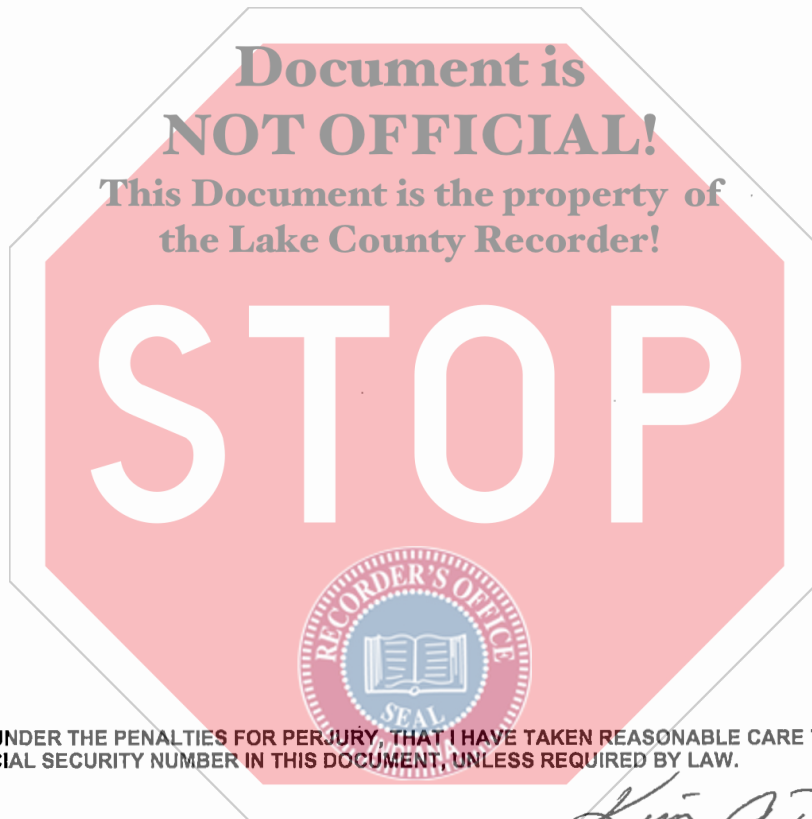 Document is
NOT OFFICIAL!
This Document is the property of
the Lake County Recorder!
STOP
RECORDER'S OFFICE
SEAL
INDIANA
UNDER THE PENALTIES FOR PERJURY, THAT I HAVE TAKEN REASONABLE CARE
CIAL SECURITY NUMBER IN THIS DOCUMENT, UNLESS REQUIRED BY LAW.
Kim